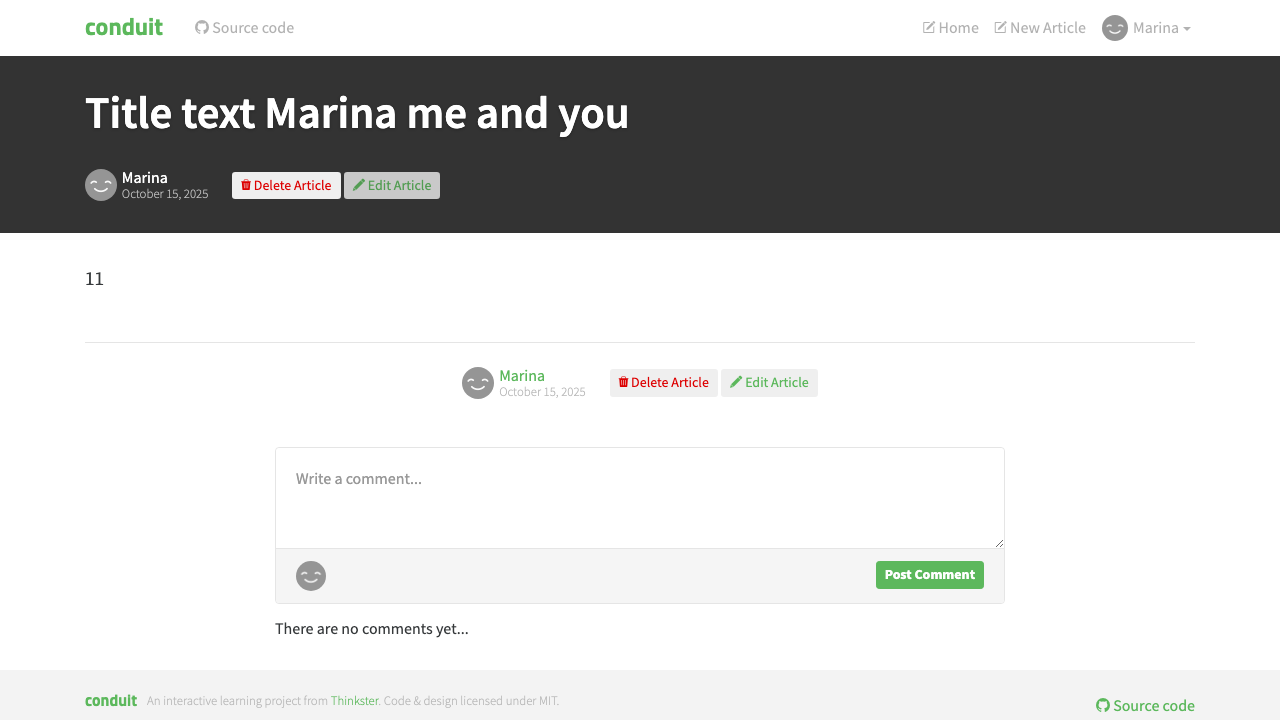 conduit Source code Home New Article Marina
Title text Marina me and you
Marina
October 15, 2025
Delete Article Edit Article
11
Marina
October 15, 2025
Delete Article Edit Article
Write a comment...
Post Comment
There are no comments yet...
conduit An interactive learning project from Thinkster. Code & design licensed under MIT.
Source code